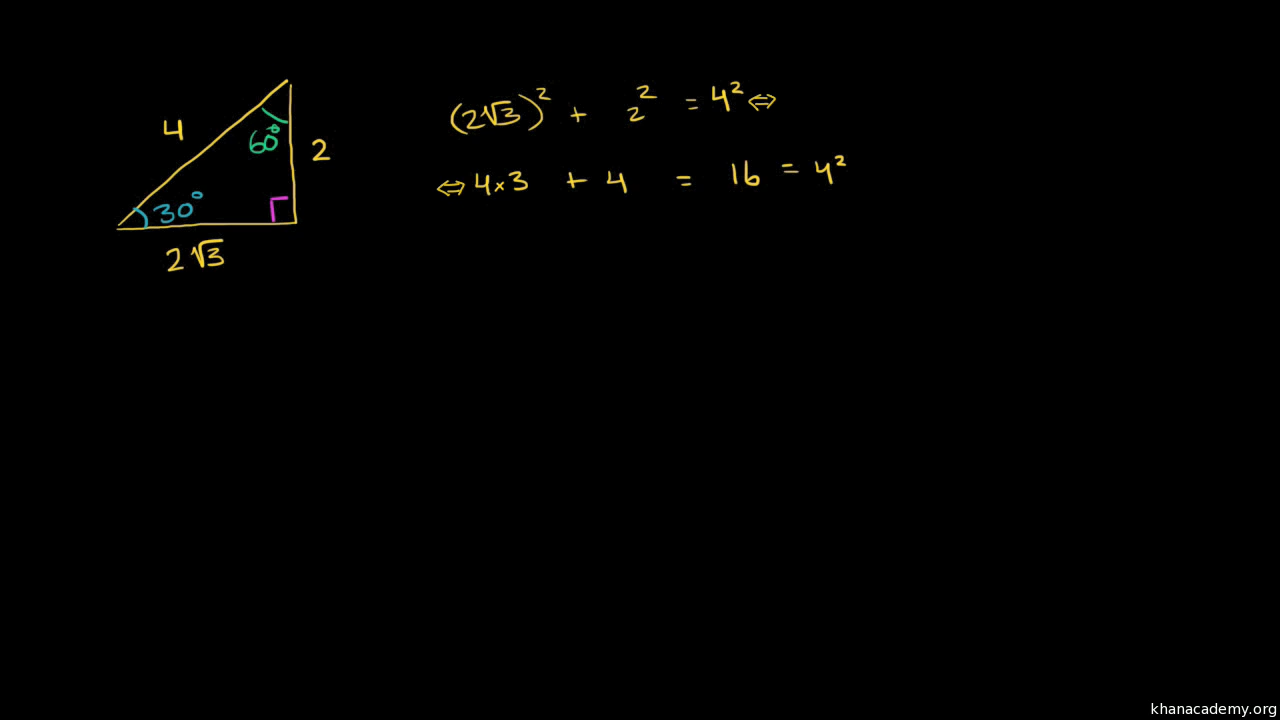 4
60°
2
30°
2√3
(2√3)² + 2² = 4² ⇔
⇔ 4×3 + 4 = 16 = 4²
khanacademy.org